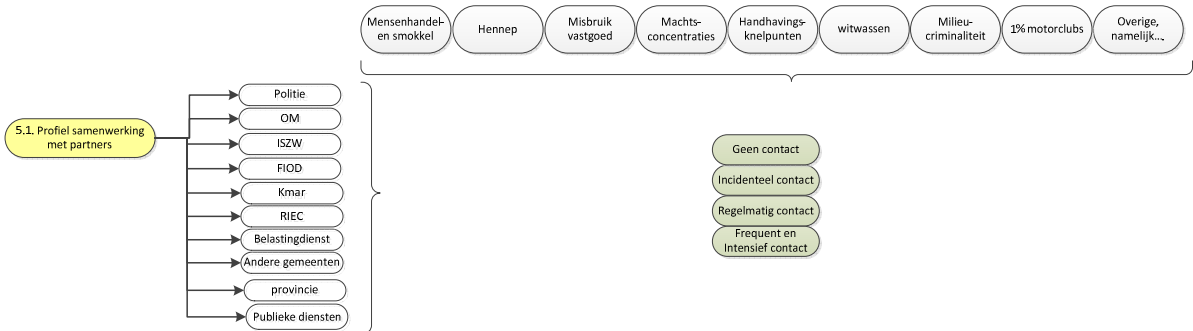 Mensenhandel-
en smokkel
Hennep
Misbruik
vastgoed
Machts-
concentraties
Handhavings-
knelpunten
witwassen
Milieu-
criminaliteit
1% motorclubs
Overige,
namelijk...
5.1. Profiel samenwerking
met partners
Politie
OM
ISZW
FIOD
Kmar
RIEC
Belastingdienst
Andere gemeenten
provincie
Publieke diensten
Geen contact
Incidenteel contact
Regelmatig contact
Frequent en
Intensief contact